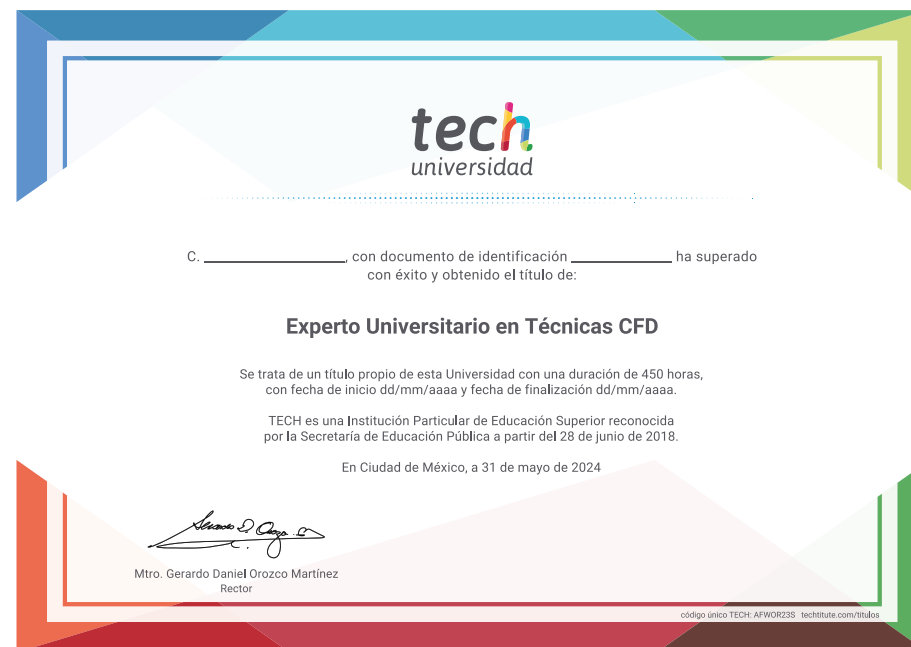 tech
universidad
C. ____________________, con documento de identificación ______________ ha superado
con éxito y obtenido el título de:
Experto Universitario en Técnicas CFD
Se trata de un título propio de esta Universidad con una duración de 450 horas,
con fecha de inicio dd/mm/aaaa y fecha de finalización dd/mm/aaaa.
TECH es una Institución Particular de Educación Superior reconocida
por la Secretaría de Educación Pública a partir del 28 de junio de 2018.
En Ciudad de México, a 31 de mayo de 2024
Mtro. Gerardo Daniel Orozco Martínez
Rector
código único TECH: AFWOR23S techtitute.com/titulos